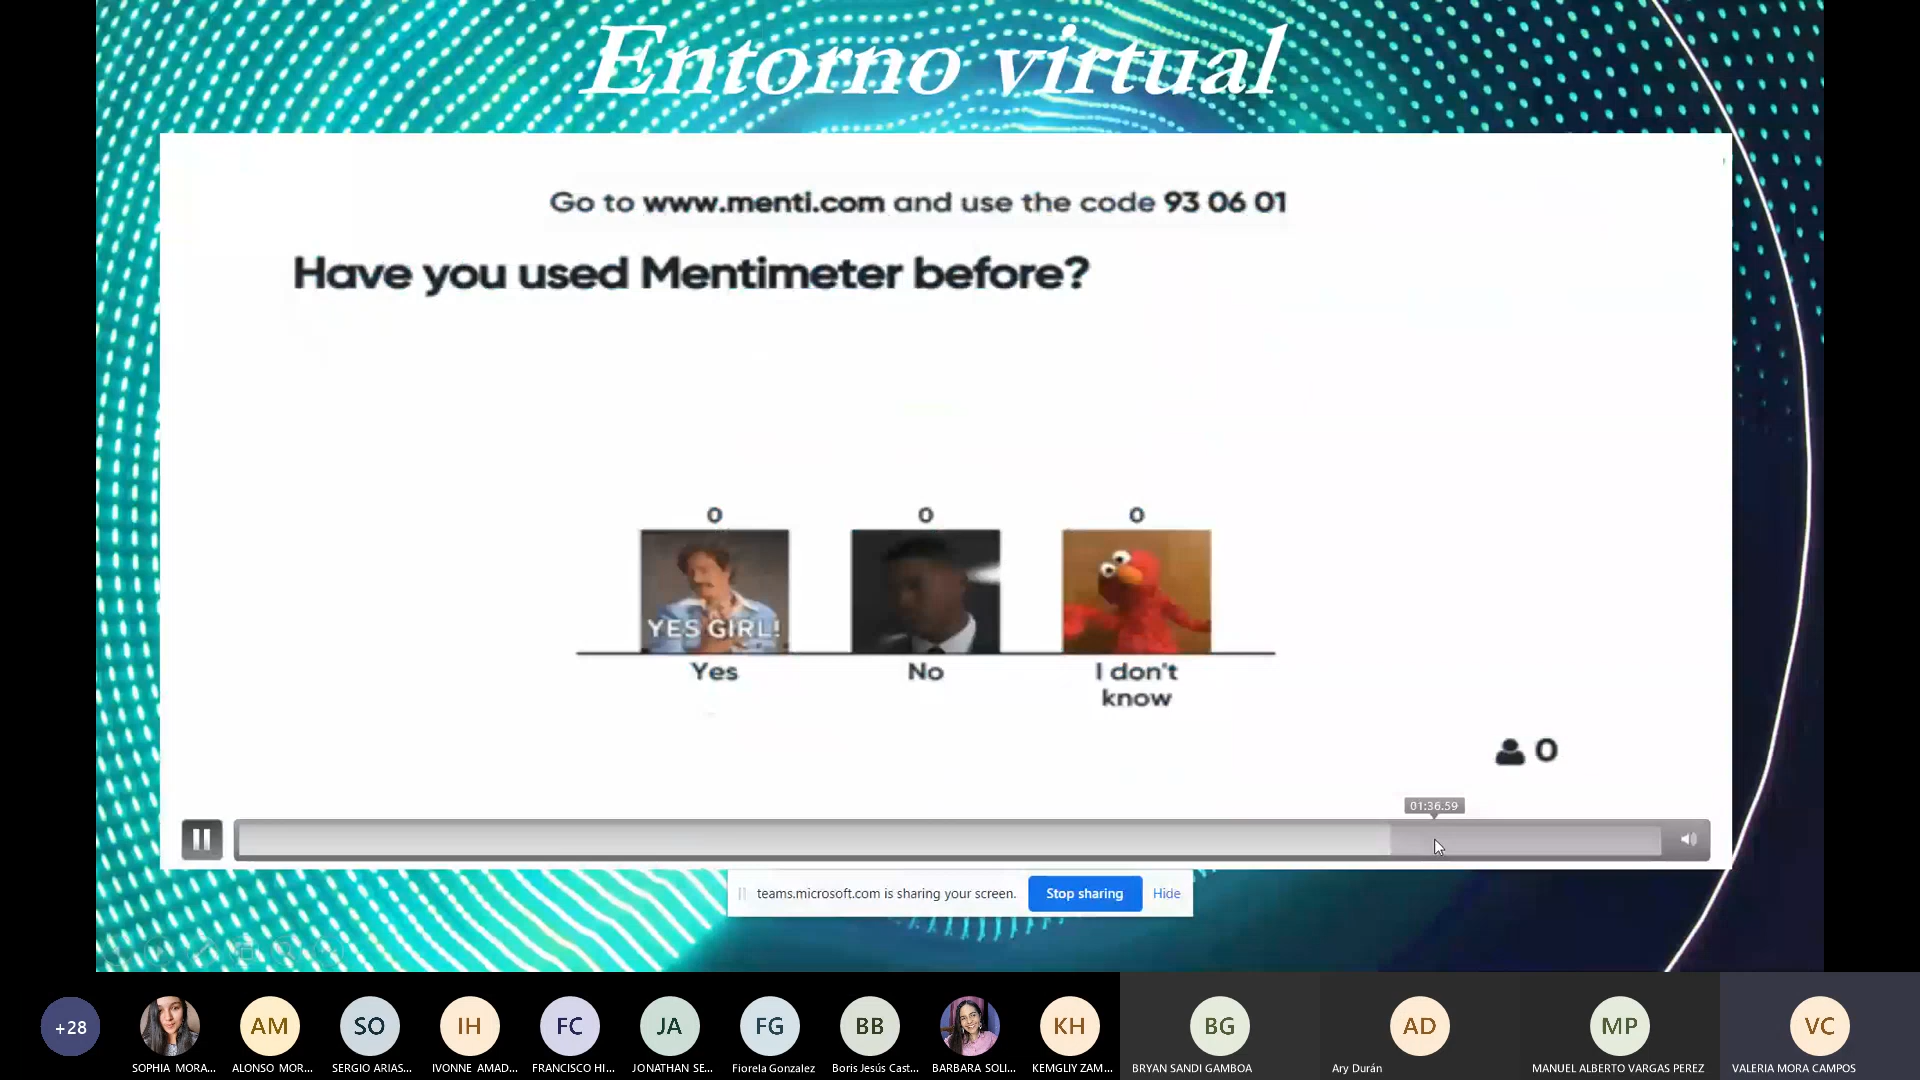 Entorno virtual
Go to www.menti.com and use the code 93 06 01
Have you used Mentimeter before?
0 0 0
YES GIRL!
Yes No I don't
know
0
01:36.59
teams.microsoft.com is sharing your screen. Stop sharing Hide
+28 AM SO IH FC JA FG BB KH BG AD MP VC
SOPHIA MORA... ALONSO MOR... SERGIO ARIAS... IVONNE AMAD... FRANCISCO HI... JONATHAN SE... Fiorela Gonzalez Boris Jesús Cast... BARBARA SOLI... KEMGLIY ZAM... BRYAN SANDI GAMBOA Ary Durán MANUEL ALBERTO VARGAS PEREZ VALERIA MORA CAMPOS